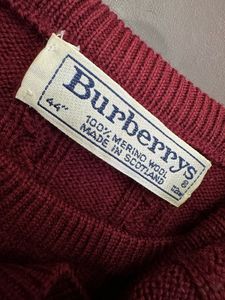 Burberrys
44"
100% MERINO WOOL
MADE IN SCOTLAND